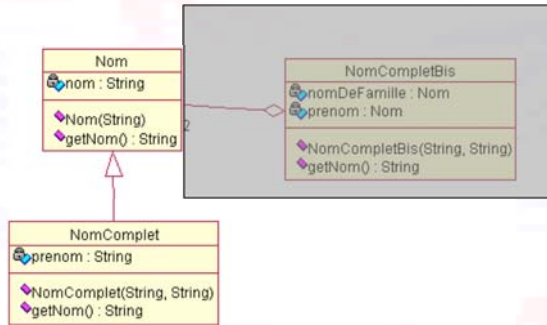 Nom
nom : String
Nom(String)
getNom() : String
2
NomCompletBis
nomDeFamille : Nom
prenom : Nom
NomCompletBis(String, String)
getNom() : String
NomComplet
prenom : String
NomComplet(String, String)
getNom() : String